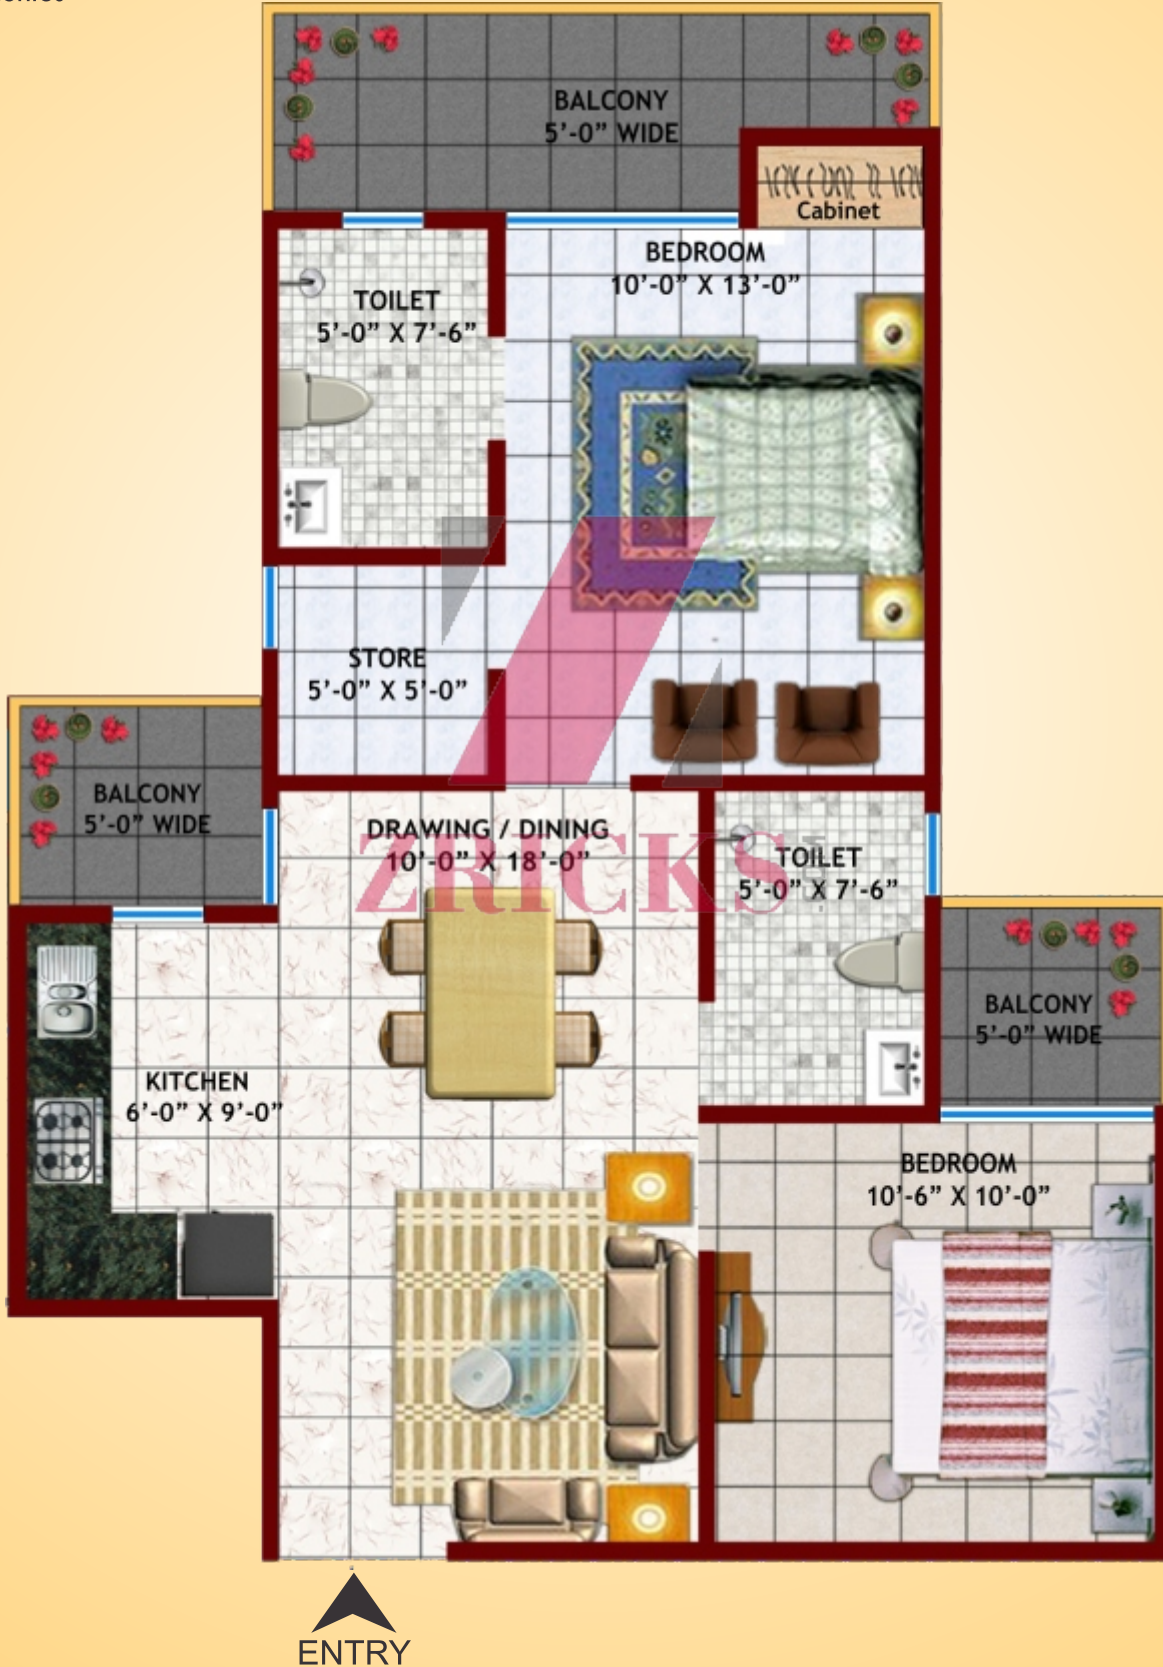 BALCONY
5'-0” WIDE
Cabinet
BEDROOM
10'-0” X 13'-0”
TOILET
5'-0” X 7'-6”
STORE
5'-0” X 5'-0”
BALCONY
5'-0” WIDE
DRAWING / DINING
10'-0” X 18'-0”
ZRICKS
.COM
TOILET
5'-0” X 7'-6”
BALCONY
5'-0” WIDE
KITCHEN
6'-0” X 9'-0”
BEDROOM
10'-6” X 10'-0”
ENTRY